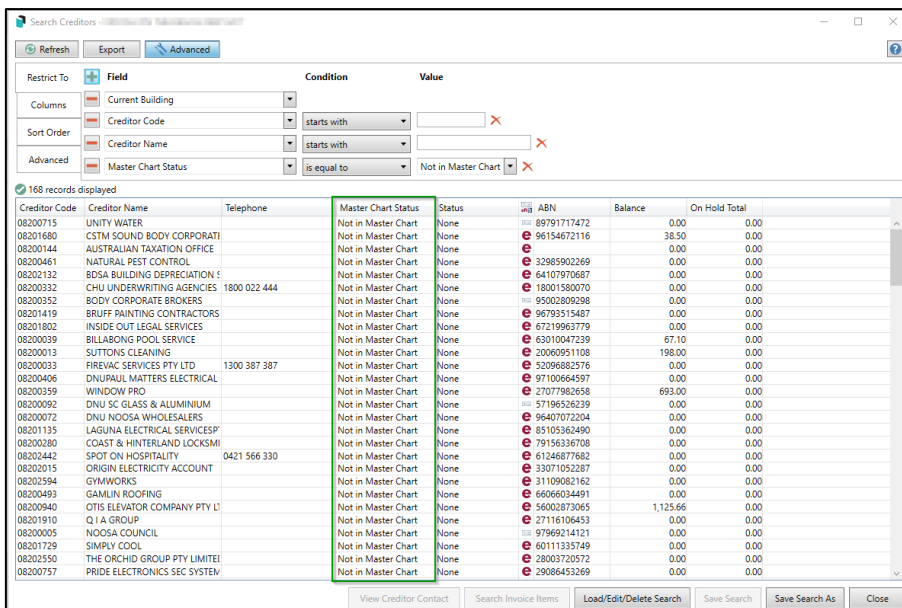 Search Creditors -
Refresh Export Advanced
Restrict To Field Condition Value
Columns Current Building
Creditor Code starts with
Sort Order Creditor Name starts with
Advanced Master Chart Status is equal to Not in Master Chart
168 records displayed
Creditor Code Creditor Name Telephone Master Chart Status Status ABN Balance On Hold Total
08200715 UNITY WATER Not in Master Chart None 89791717472 0.00 0.00
08201680 CSTM SOUND BODY CORPORATI Not in Master Chart None e 96154672116 38.50 0.00
08200144 AUSTRALIAN TAXATION OFFICE Not in Master Chart None e 0.00 0.00
08200461 NATURAL PEST CONTROL Not in Master Chart None e 32985902269 0.00 0.00
08202132 BDSA BUILDING DEPRECIATION S Not in Master Chart None e 64107970687 0.00 0.00
08200332 CHU UNDERWRITING AGENCIES 1800 022 444 Not in Master Chart None e 18001580070 0.00 0.00
08200352 BODY CORPORATE BROKERS Not in Master Chart None 95002809298 0.00 0.00
08201419 BRUFF PAINTING CONTRACTORS Not in Master Chart None e 96793515487 0.00 0.00
08201802 INSIDE OUT LEGAL SERVICES Not in Master Chart None e 67219963779 0.00 0.00
08200039 BILLABONG POOL SERVICE Not in Master Chart None e 63010047239 67.10 0.00
08200013 SUTTONS CLEANING Not in Master Chart None e 20060951108 198.00 0.00
08200033 FIREVAC SERVICES PTY LTD 1300 387 387 Not in Master Chart None e 52096882576 0.00 0.00
08200406 DNUPAUL MATTERS ELECTRICAL Not in Master Chart None e 97100664597 0.00 0.00
08200359 WINDOW PRO Not in Master Chart None e 27077982658 693.00 0.00
08200092 DNU SC GLASS & ALUMINIUM Not in Master Chart None 57196526239 0.00 0.00
08200072 DNU NOOSA WHOLESALERS Not in Master Chart None e 96407072204 0.00 0.00
08201135 LAGUNA ELECTRICAL SERVICESP Not in Master Chart None e 85105362490 0.00 0.00
08200280 COAST & HINTERLAND LOCKSMI Not in Master Chart None e 79156336708 0.00 0.00
08202442 SPOT ON HOSPITALITY 0421 566 330 Not in Master Chart None e 61246877682 0.00 0.00
08202015 ORIGIN ELECTRICITY ACCOUNT Not in Master Chart None e 33071052287 0.00 0.00
08202594 GYMWORKS Not in Master Chart None e 31109082162 0.00 0.00
08200493 GAMLIN ROOFING Not in Master Chart None e 66066034491 0.00 0.00
08200940 OTIS ELEVATOR COMPANY PTY LT Not in Master Chart None e 56002873065 1,125.66 0.00
08201910 Q I A GROUP Not in Master Chart None e 27116106453 0.00 0.00
08200005 NOOSA COUNCIL Not in Master Chart None 97969214121 0.00 0.00
08201729 SIMPLY COOL Not in Master Chart None e 60111335749 0.00 0.00
08202550 THE ORCHID GROUP PTY LIMITEI Not in Master Chart None e 28003720572 0.00 0.00
08200757 PRIDE ELECTRONICS SEC SYSTEM Not in Master Chart None e 29086453269 0.00 0.00
View Creditor Contact Search Invoice Items Load/Edit/Delete Search Save Search Save Search As Close